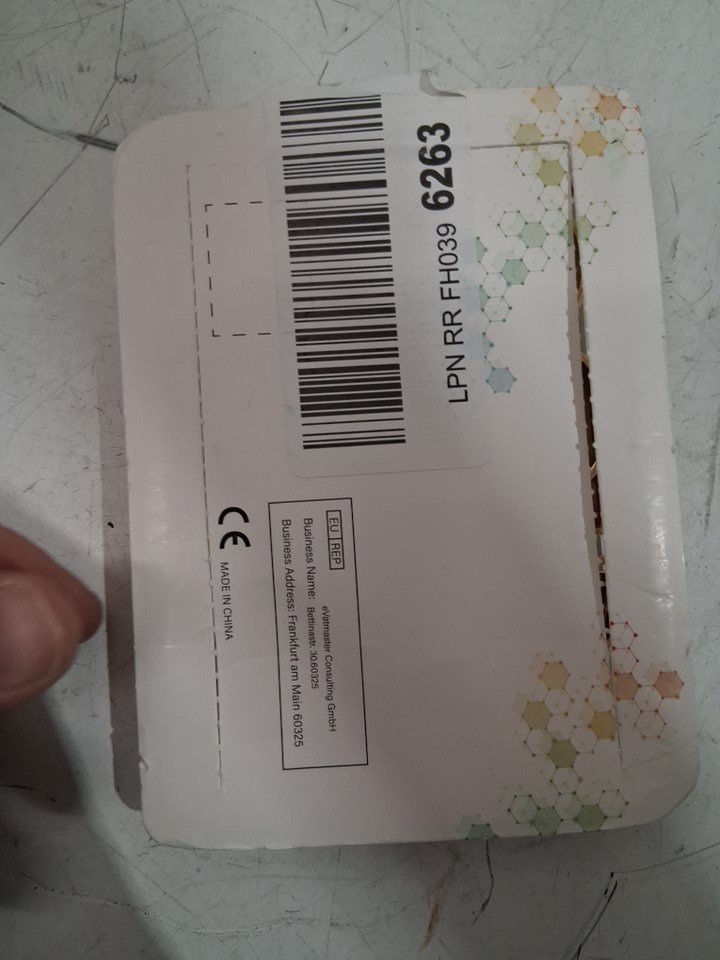 LPN RR FH039 6263
CE
MADE IN CHINA
EU REP
eVatmaster Consulting GmbH
Business Name: Bettinastr. 30,60325
Business Address: Frankfurt am Main 60325